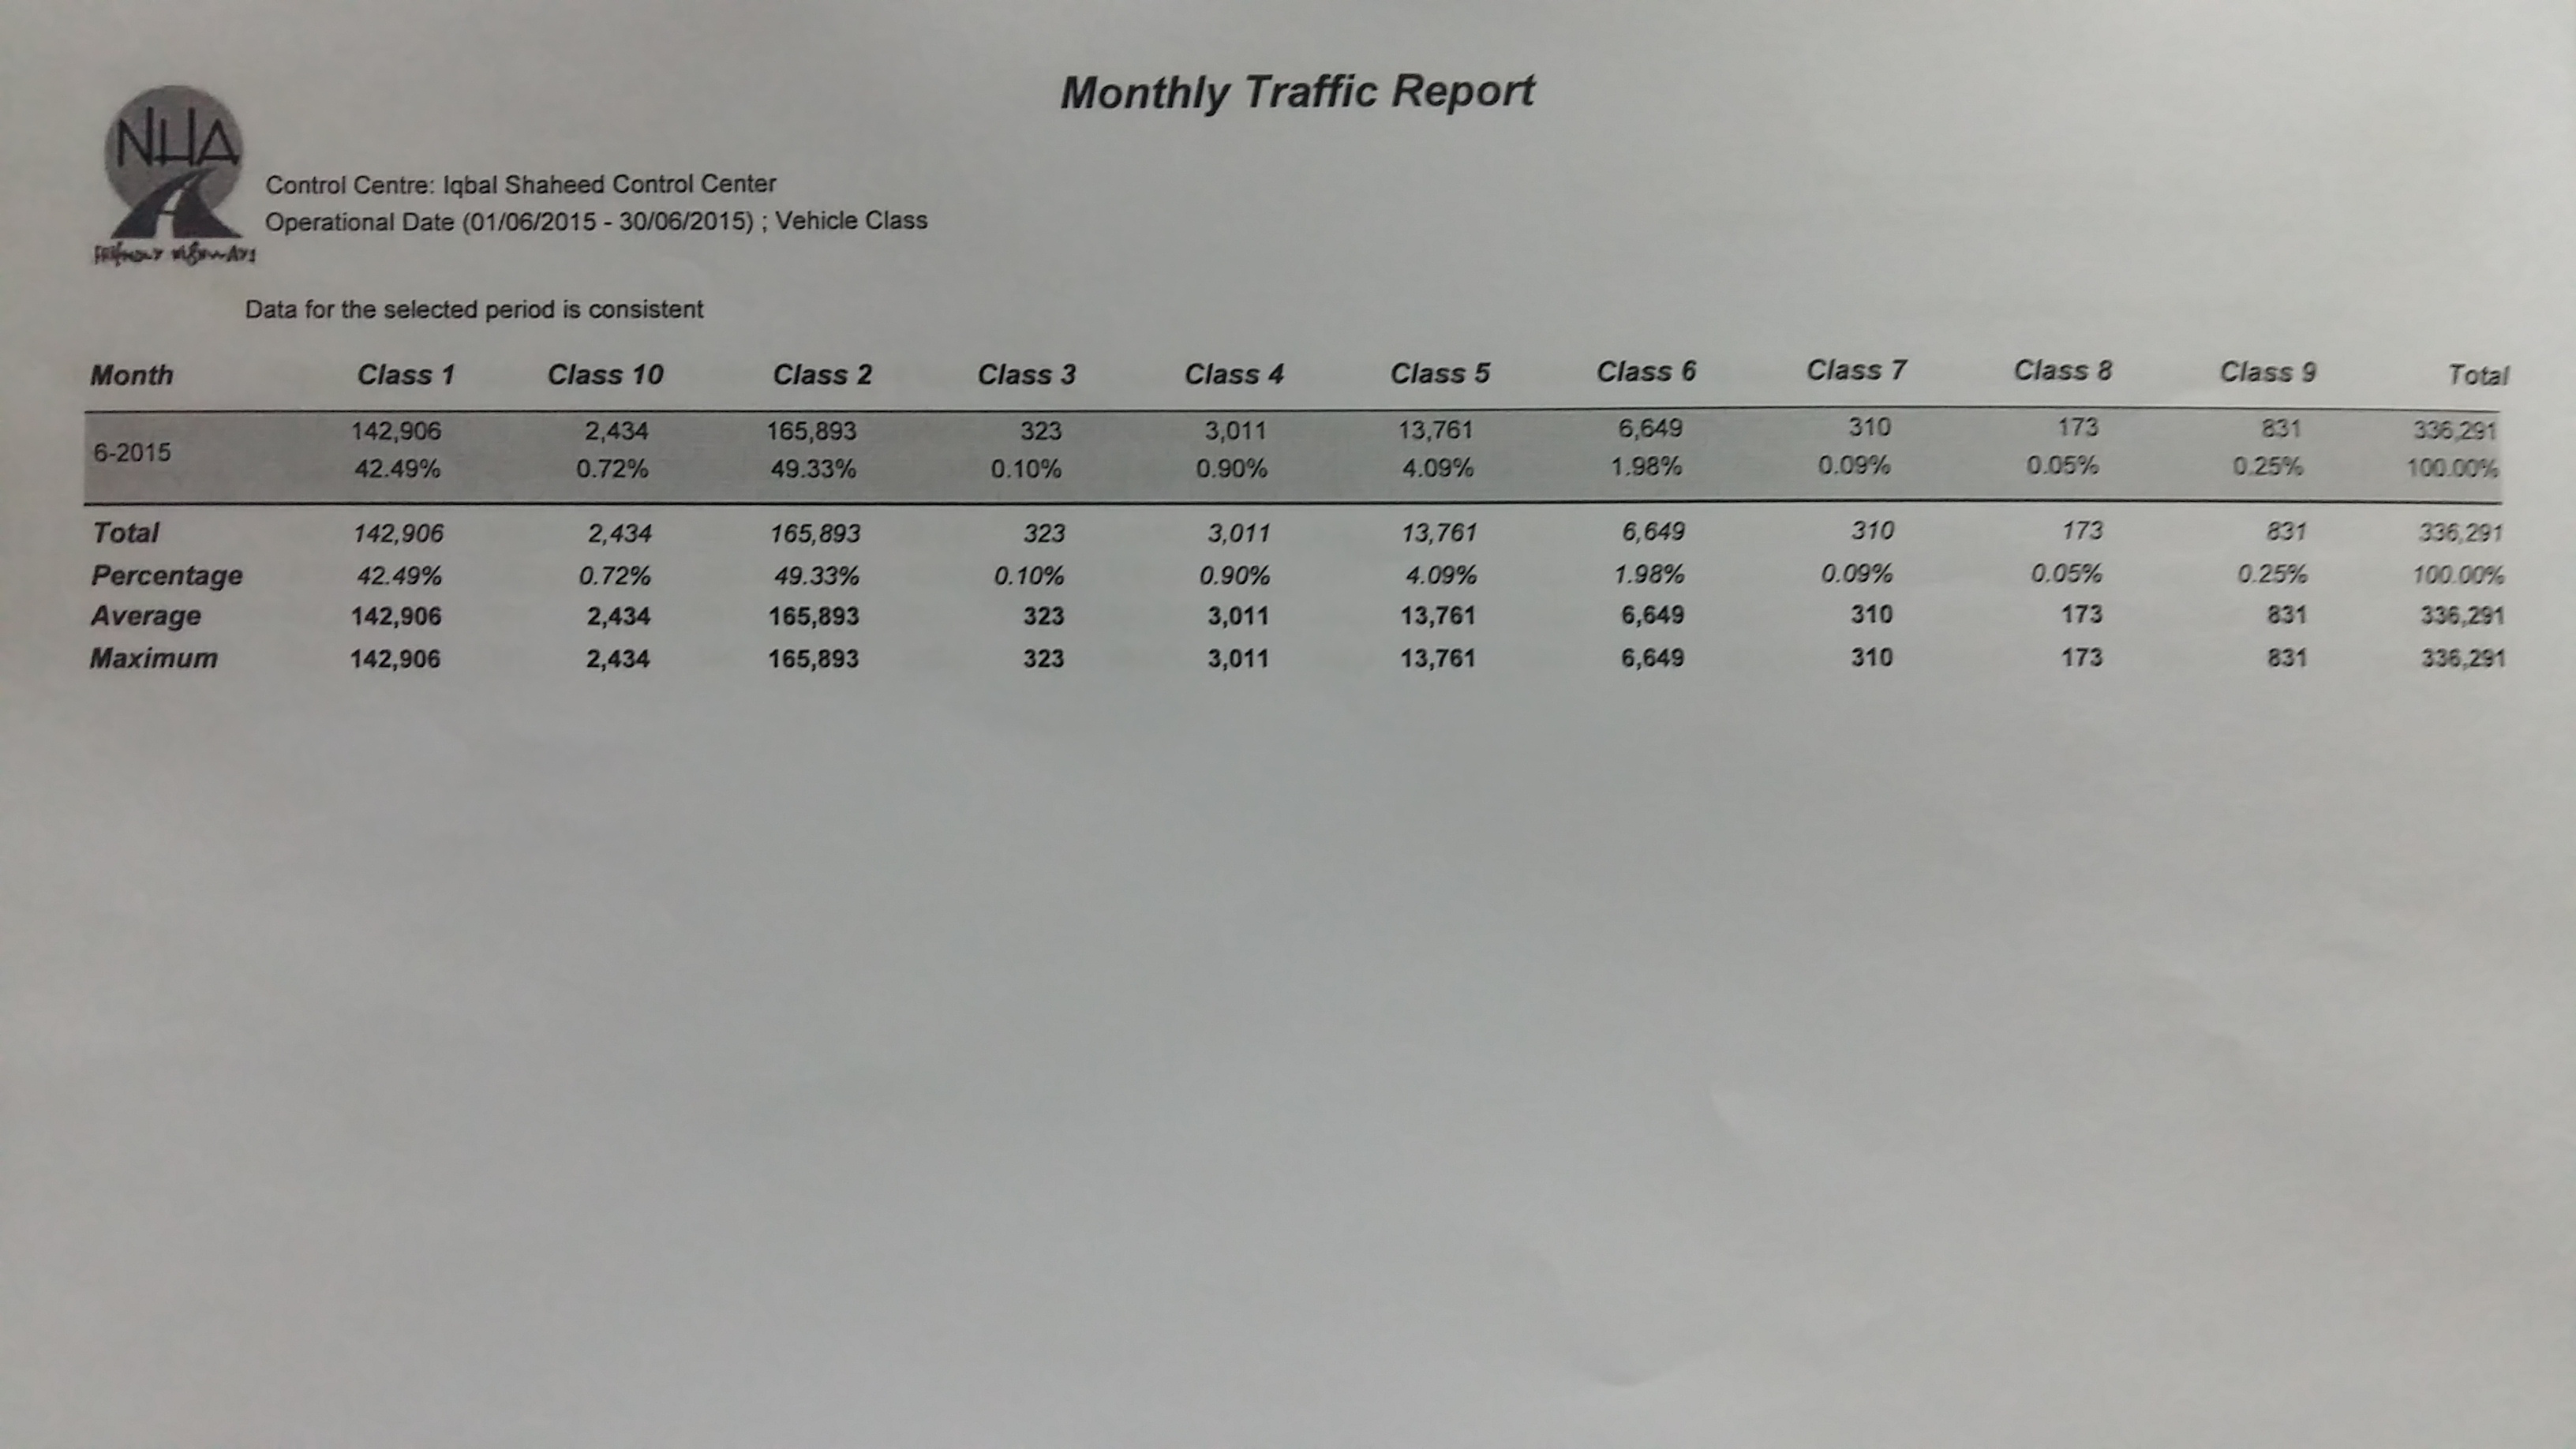 Monthly Traffic Report
NHA
FRIENDLY HIGHWAYS
Control Centre: Iqbal Shaheed Control Center
Operational Date (01/06/2015 - 30/06/2015) ; Vehicle Class
Data for the selected period is consistent
Month Class 1 Class 10 Class 2 Class 3 Class 4 Class 5 Class 6 Class 7 Class 8 Class 9 Total
6-2015 142,906 2,434 165,893 323 3,011 13,761 6,649 310 173 831 336,291
42.49% 0.72% 49.33% 0.10% 0.90% 4.09% 1.98% 0.09% 0.05% 0.25% 100.00%
Total 142,906 2,434 165,893 323 3,011 13,761 6,649 310 173 831 336,291
Percentage 42.49% 0.72% 49.33% 0.10% 0.90% 4.09% 1.98% 0.09% 0.05% 0.25% 100.00%
Average 142,906 2,434 165,893 323 3,011 13,761 6,649 310 173 831 336,291
Maximum 142,906 2,434 165,893 323 3,011 13,761 6,649 310 173 831 336,291